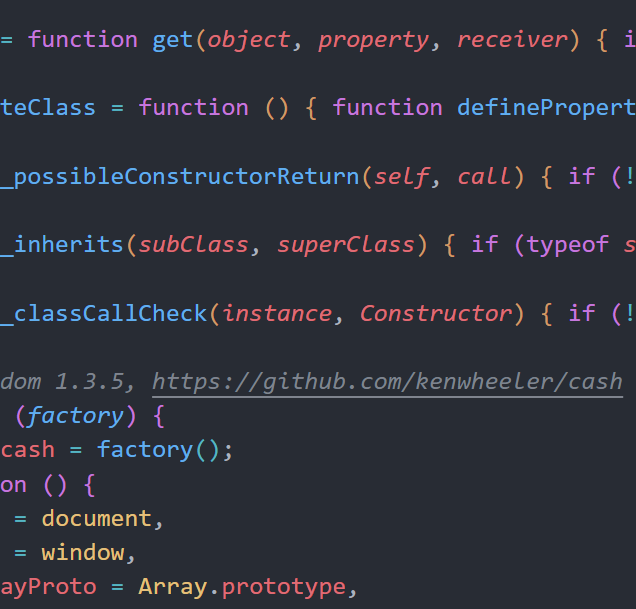 = function get(object, property, receiver) { i
teClass = function () { function definePropert
_possibleConstructorReturn(self, call) { if (!
_inherits(subClass, superClass) { if (typeof s
_classCallCheck(instance, Constructor) { if (!
dom 1.3.5, https://github.com/kenwheeler/cash
(factory) {
cash = factory();
on () {
= document,
= window,
ayProto = Array.prototype,